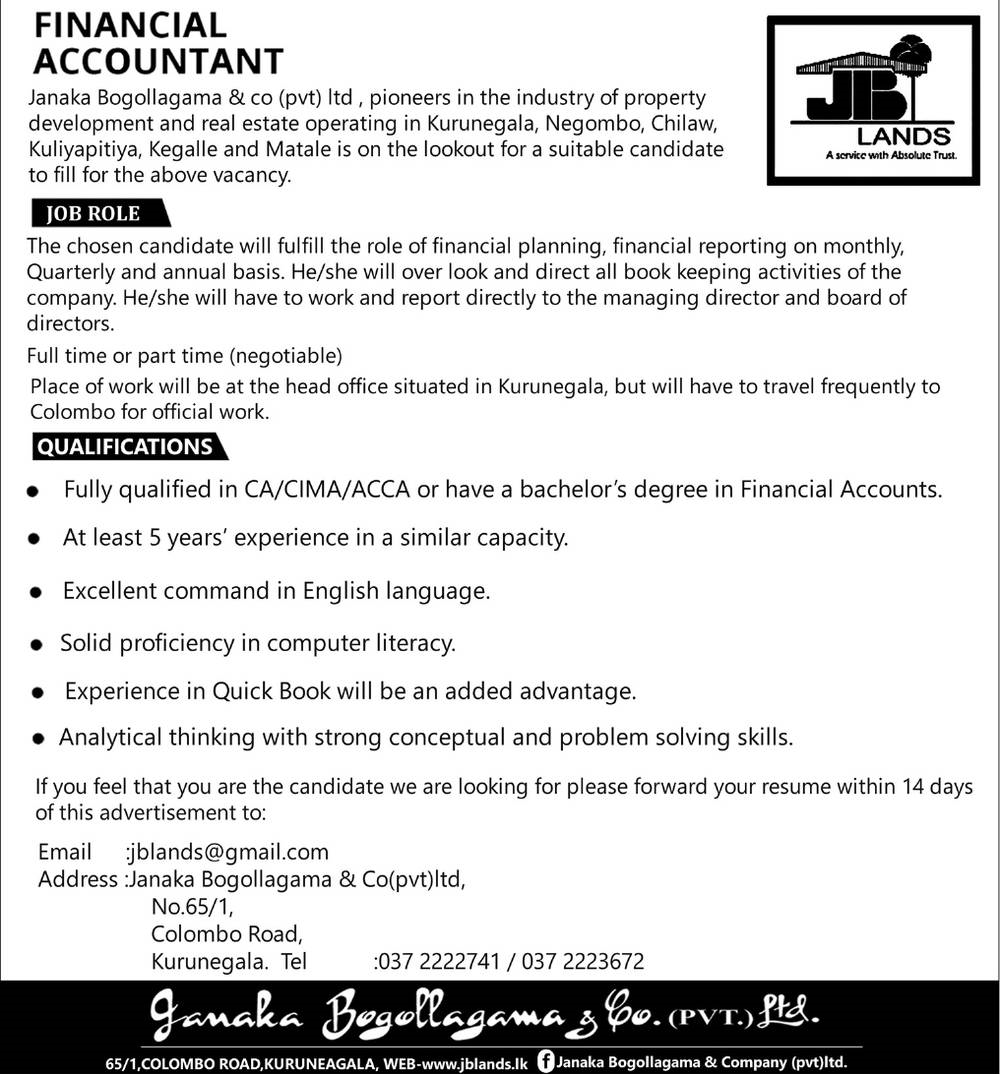 FINANCIAL
ACCOUNTANT
Janaka Bogollagama & co (pvt) ltd , pioneers in the industry of property
development and real estate operating in Kurunegala, Negombo, Chilaw,
Kuliyapitiya, Kegalle and Matale is on the lookout for a suitable candidate
to fill for the above vacancy.
JB
LANDS
A service with Absolute Trust.
JOB ROLE
The chosen candidate will fulfill the role of financial planning, financial reporting on monthly,
Quarterly and annual basis. He/she will over look and direct all book keeping activities of the
company. He/she will have to work and report directly to the managing director and board of
directors.
Full time or part time (negotiable)
Place of work will be at the head office situated in Kurunegala, but will have to travel frequently to
Colombo for official work.
QUALIFICATIONS
● Fully qualified in CA/CIMA/ACCA or have a bachelor’s degree in Financial Accounts.
● At least 5 years’ experience in a similar capacity.
● Excellent command in English language.
● Solid proficiency in computer literacy.
● Experience in Quick Book will be an added advantage.
● Analytical thinking with strong conceptual and problem solving skills.
If you feel that you are the candidate we are looking for please forward your resume within 14 days
of this advertisement to:
Email :jblands@gmail.com
Address :Janaka Bogollagama & Co(pvt)ltd,
No.65/1,
Colombo Road,
Kurunegala. Tel :037 2222741 / 037 2223672
Janaka Bogollagama & Co. (PVT.) Ltd.
65/1,COLOMBO ROAD,KURUNEAGALA, WEB-www.jblands.lk f Janaka Bogollagama & Company (pvt)ltd.